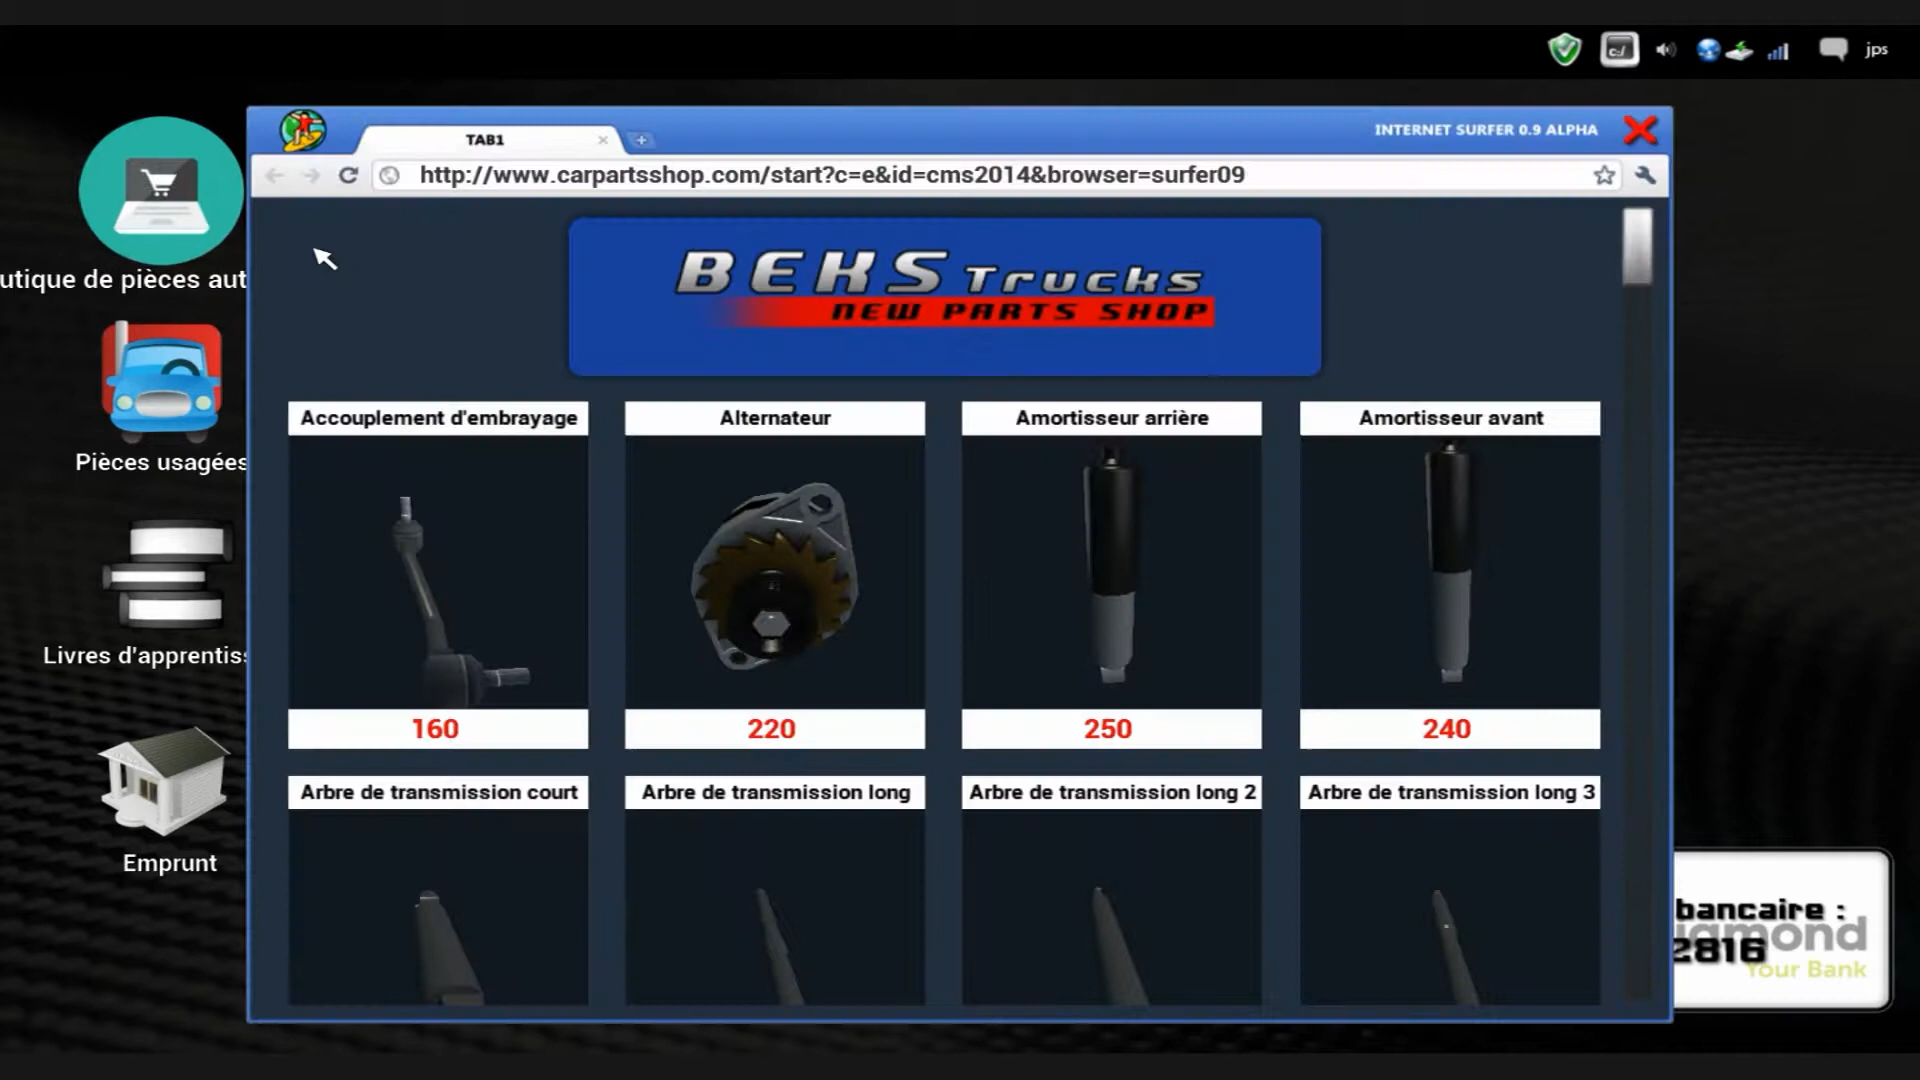 jps
TAB1
INTERNET SURFER 0.9 ALPHA
http://www.carpartsshop.com/start?c=e&id=cms2014&browser=surfer09
BEKS Trucks
NEW PARTS SHOP
utique de pièces aut
Pièces usagées
Livres d'apprentiss
Emprunt
Accouplement d'embrayage
Alternateur
Amortisseur arrière
Amortisseur avant
160
220
250
240
Arbre de transmission court
Arbre de transmission long
Arbre de transmission long 2
Arbre de transmission long 3
bancaire :
iamond
2816
Your Bank